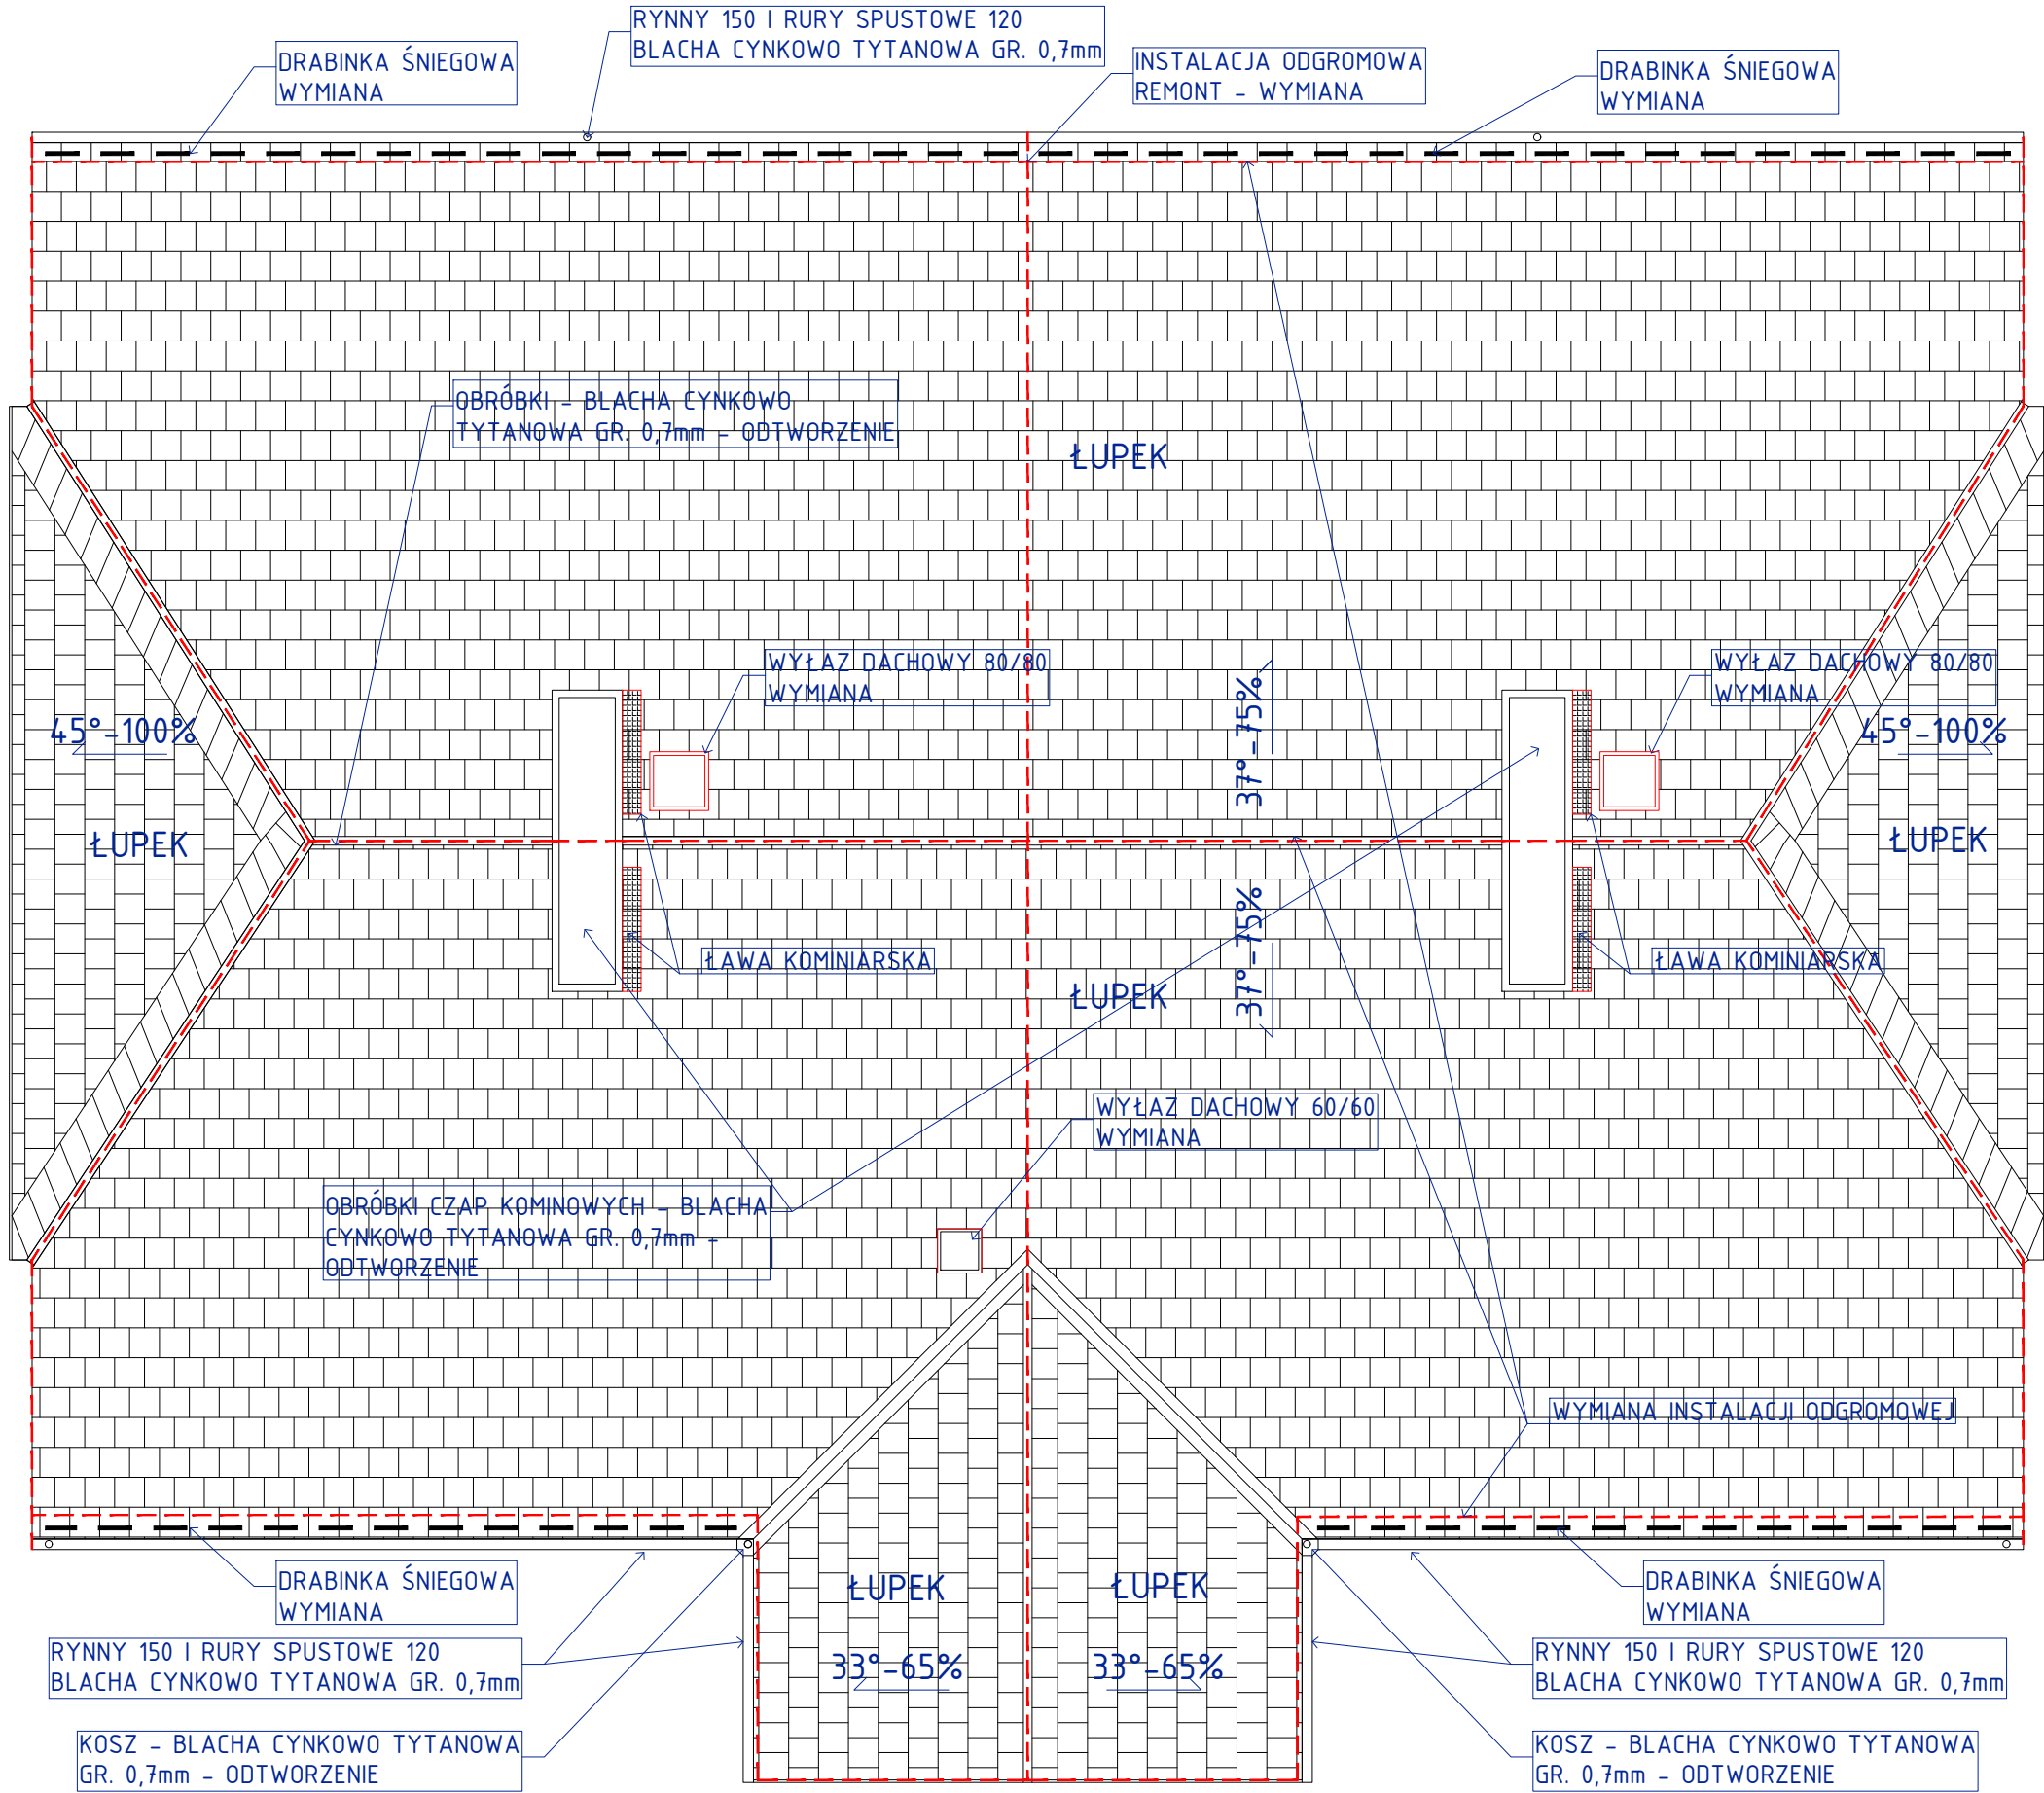 RYNNY 150 I RURY SPUSTOWE 120
BLACHA CYNKOWO TYTANOWA GR. 0,7mm
DRABINKA ŚNIEGOWA
WYMIANA
INSTALACJA ODGROMOWA
REMONT - WYMIANA
DRABINKA ŚNIEGOWA
WYMIANA
OBRÓBKI - BLACHA CYNKOWO
TYTANOWA GR. 0,7mm - ODTWORZENIE
ŁUPEK
WYŁAZ DACHOWY 80/80
WYMIANA
WYŁAZ DACHOWY 80/80
WYMIANA
37°-75%
45°-100%
45°-100%
ŁUPEK
ŁUPEK
ŁAWA KOMINIARSKA
37°-75%
ŁAWA KOMINIARSKA
ŁUPEK
WYŁAZ DACHOWY 60/60
WYMIANA
OBRÓBKI CZAP KOMINOWYCH - BLACHA
CYNKOWO TYTANOWA GR. 0,7mm -
ODTWORZENIE
WYMIANA INSTALACJI ODGROMOWEJ
DRABINKA ŚNIEGOWA
WYMIANA
ŁUPEK
ŁUPEK
DRABINKA ŚNIEGOWA
WYMIANA
RYNNY 150 I RURY SPUSTOWE 120
BLACHA CYNKOWO TYTANOWA GR. 0,7mm
33°-65%
33°-65%
RYNNY 150 I RURY SPUSTOWE 120
BLACHA CYNKOWO TYTANOWA GR. 0,7mm
KOSZ - BLACHA CYNKOWO TYTANOWA
GR. 0,7mm - ODTWORZENIE
KOSZ - BLACHA CYNKOWO TYTANOWA
GR. 0,7mm - ODTWORZENIE